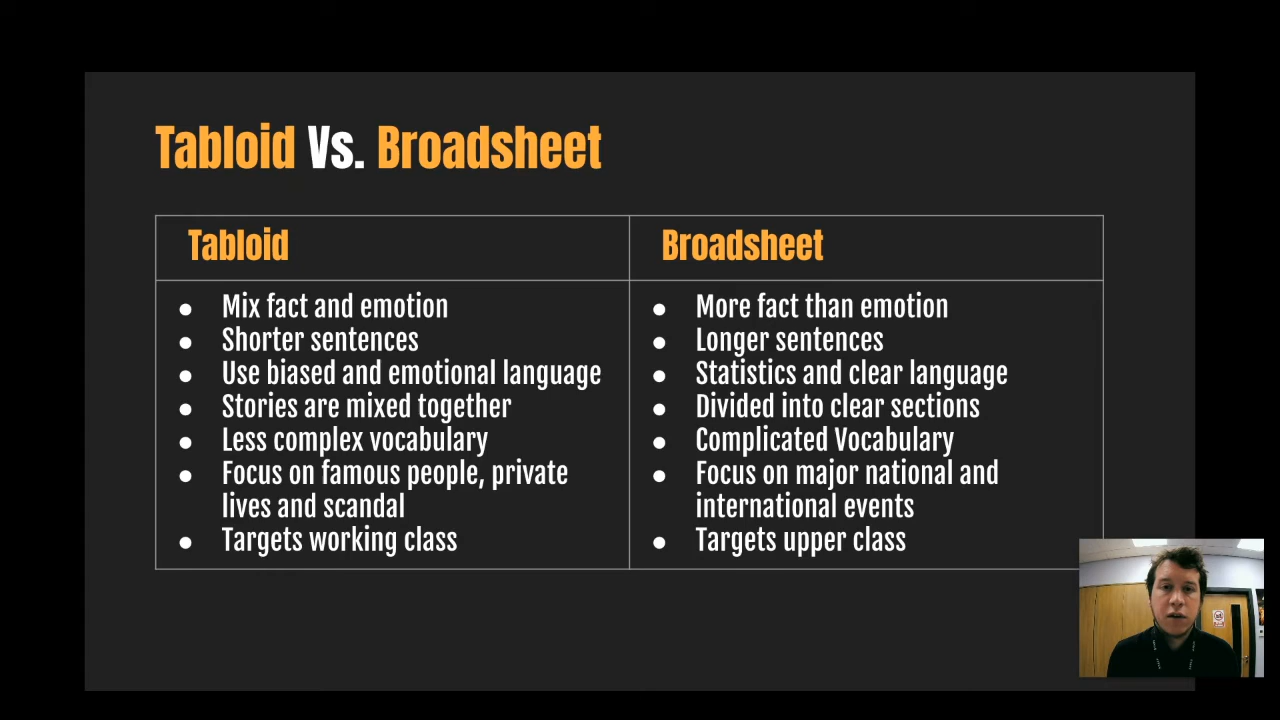 Tabloid Vs. Broadsheet
Tabloid
Broadsheet
● Mix fact and emotion
● Shorter sentences
● Use biased and emotional language
● Stories are mixed together
● Less complex vocabulary
● Focus on famous people, private
lives and scandal
● Targets working class
● More fact than emotion
● Longer sentences
● Statistics and clear language
● Divided into clear sections
● Complicated Vocabulary
● Focus on major national and
international events
● Targets upper class